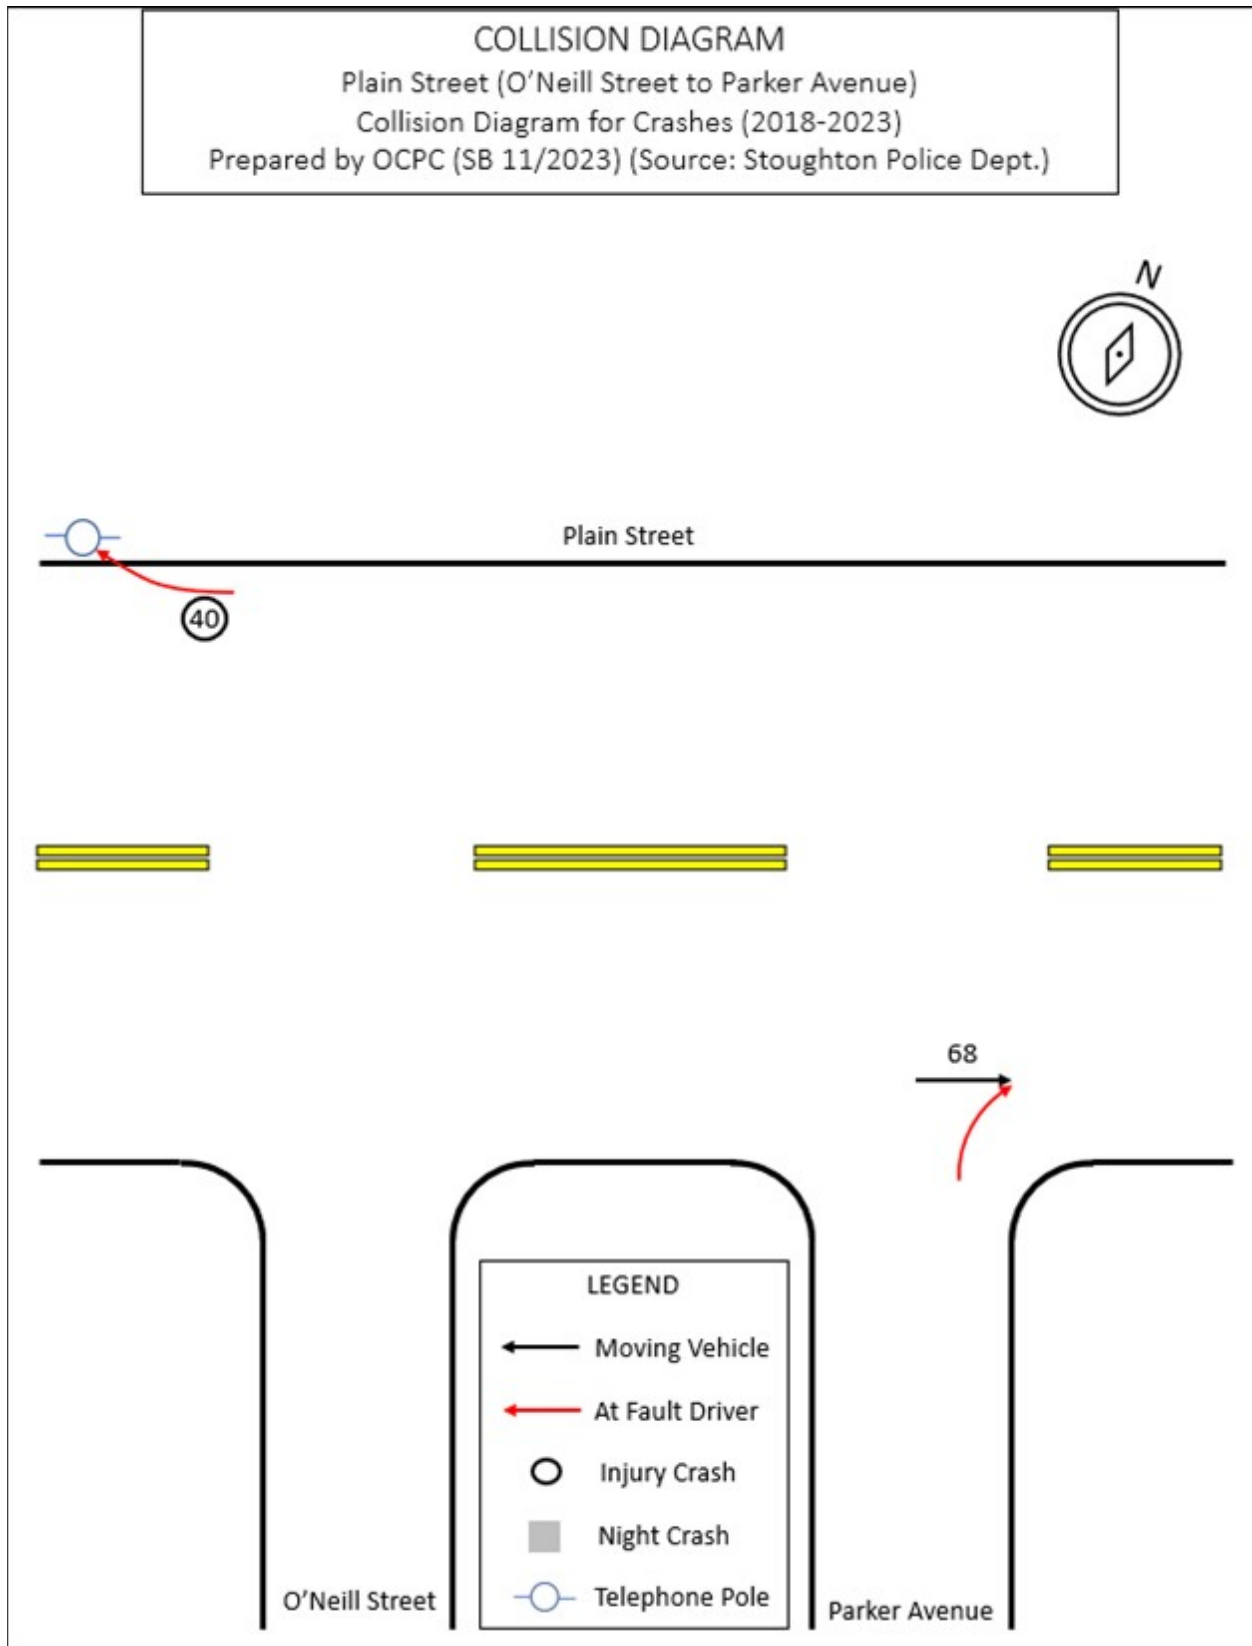 COLLISION DIAGRAM
Plain Street (O'Neill Street to Parker Avenue)
Collision Diagram for Crashes (2018-2023)
Prepared by OCPC (SB 11/2023) (Source: Stoughton Police Dept.)
N
Plain Street
40
68
LEGEND
Moving Vehicle
At Fault Driver
Injury Crash
Night Crash
Telephone Pole
O'Neill Street
Parker Avenue